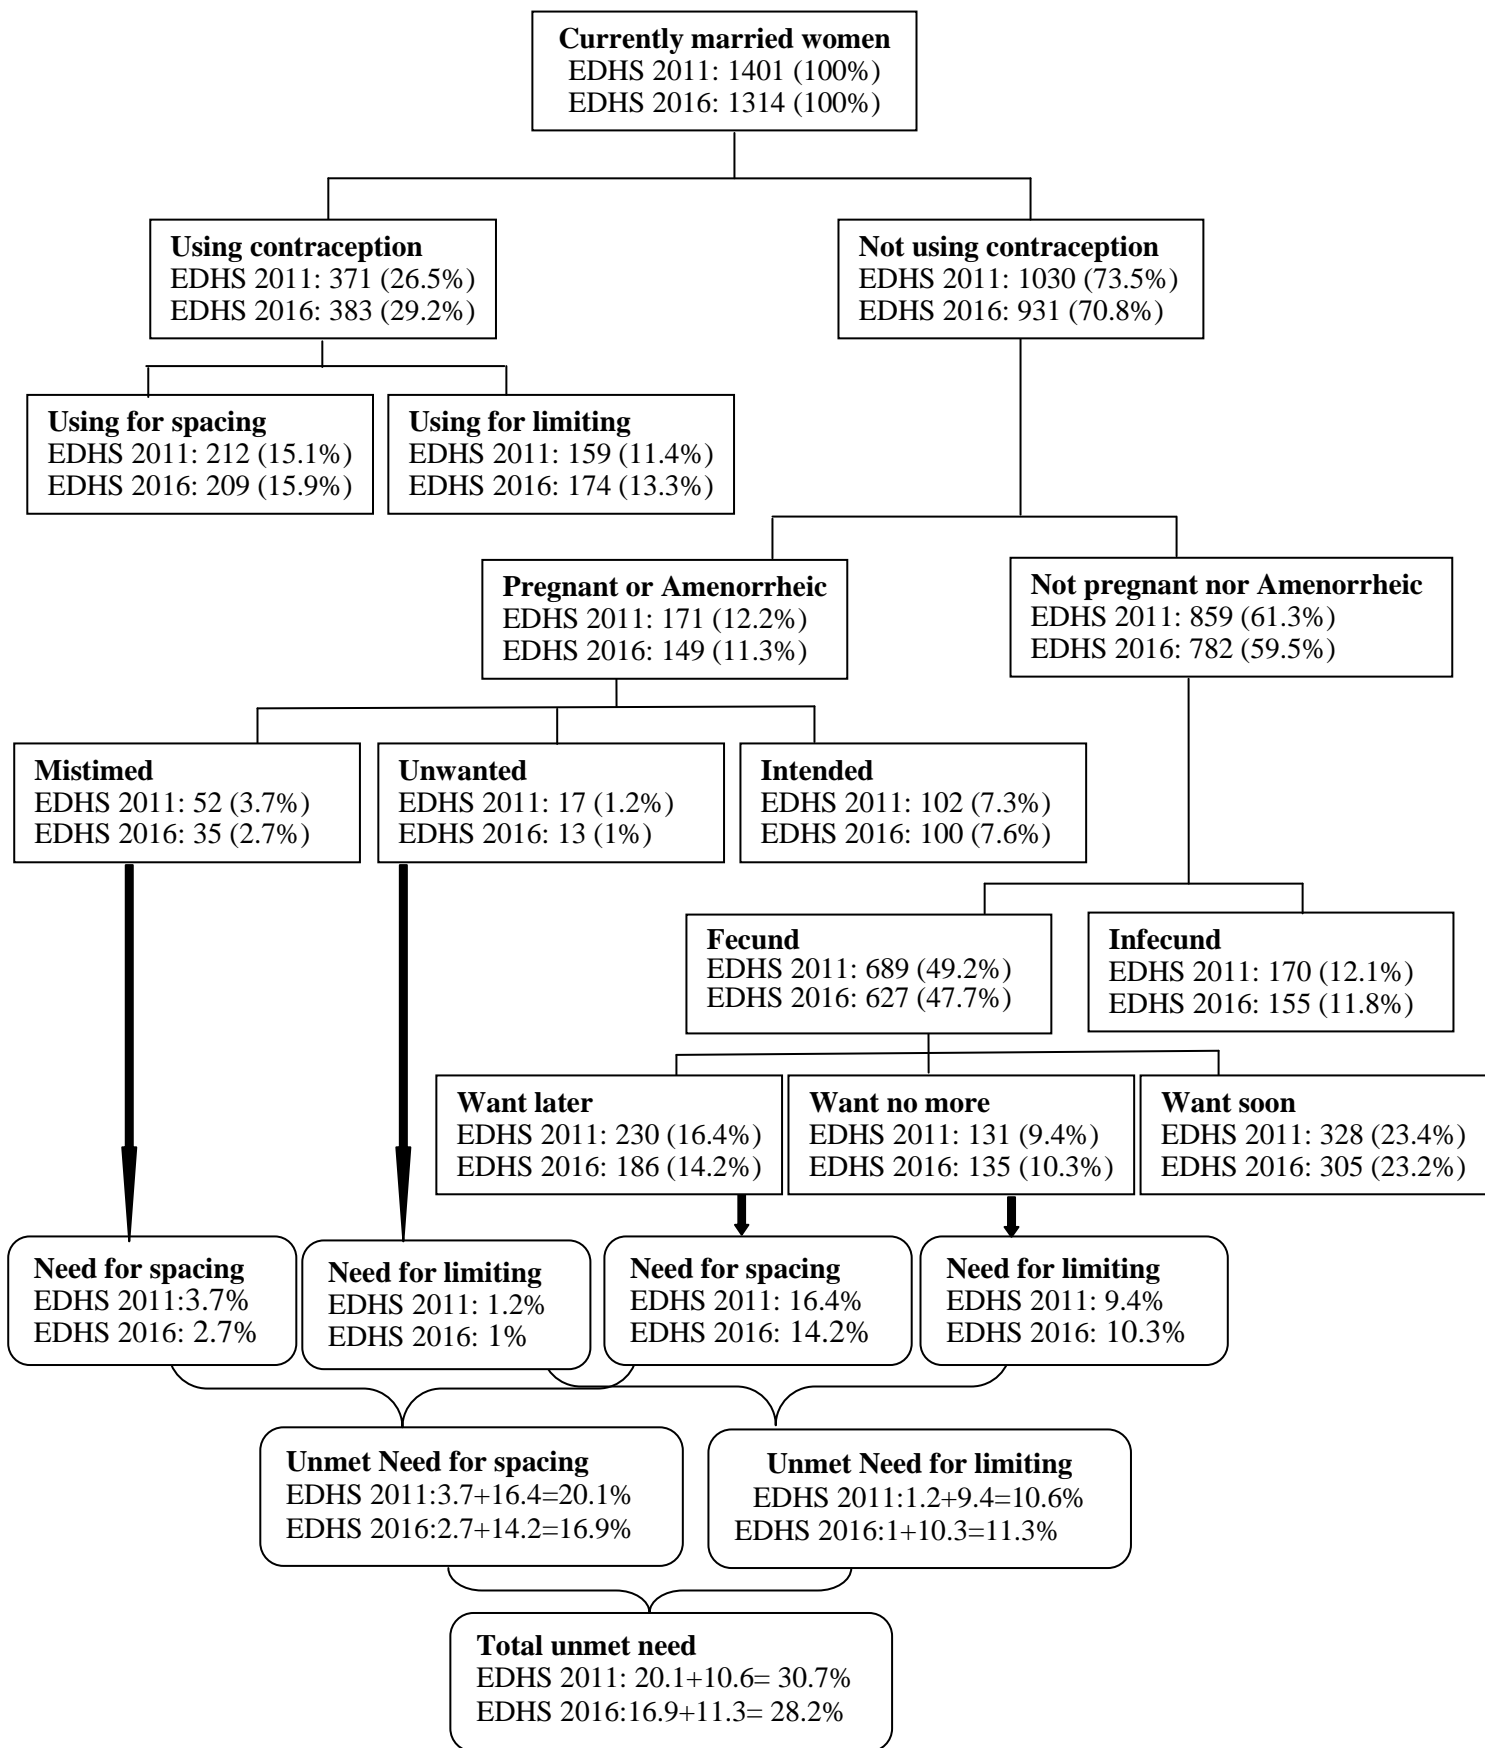 Currently married women
EDHS 2011: 1401 (100%)
EDHS 2016: 1314 (100%)
Using contraception
EDHS 2011: 371 (26.5%)
EDHS 2016: 383 (29.2%)
Not using contraception
EDHS 2011: 1030 (73.5%)
EDHS 2016: 931 (70.8%)
Using for spacing
EDHS 2011: 212 (15.1%)
EDHS 2016: 209 (15.9%)
Using for limiting
EDHS 2011: 159 (11.4%)
EDHS 2016: 174 (13.3%)
Pregnant or Amenorrheic
EDHS 2011: 171 (12.2%)
EDHS 2016: 149 (11.3%)
Not pregnant nor Amenorrheic
EDHS 2011: 859 (61.3%)
EDHS 2016: 782 (59.5%)
Mistimed
EDHS 2011: 52 (3.7%)
EDHS 2016: 35 (2.7%)
Unwanted
EDHS 2011: 17 (1.2%)
EDHS 2016: 13 (1%)
Intended
EDHS 2011: 102 (7.3%)
EDHS 2016: 100 (7.6%)
Fecund
EDHS 2011: 689 (49.2%)
EDHS 2016: 627 (47.7%)
Infecund
EDHS 2011: 170 (12.1%)
EDHS 2016: 155 (11.8%)
Want later
EDHS 2011: 230 (16.4%)
EDHS 2016: 186 (14.2%)
Want no more
EDHS 2011: 131 (9.4%)
EDHS 2016: 135 (10.3%)
Want soon
EDHS 2011: 328 (23.4%)
EDHS 2016: 305 (23.2%)
Need for spacing
EDHS 2011:3.7%
EDHS 2016: 2.7%
Need for limiting
EDHS 2011: 1.2%
EDHS 2016: 1%
Need for spacing
EDHS 2011: 16.4%
EDHS 2016: 14.2%
Need for limiting
EDHS 2011: 9.4%
EDHS 2016: 10.3%
Unmet Need for spacing
EDHS 2011:3.7+16.4=20.1%
EDHS 2016:2.7+14.2=16.9%
Unmet Need for limiting
EDHS 2011:1.2+9.4=10.6%
EDHS 2016:1+10.3=11.3%
Total unmet need
EDHS 2011: 20.1+10.6= 30.7%
EDHS 2016:16.9+11.3= 28.2%